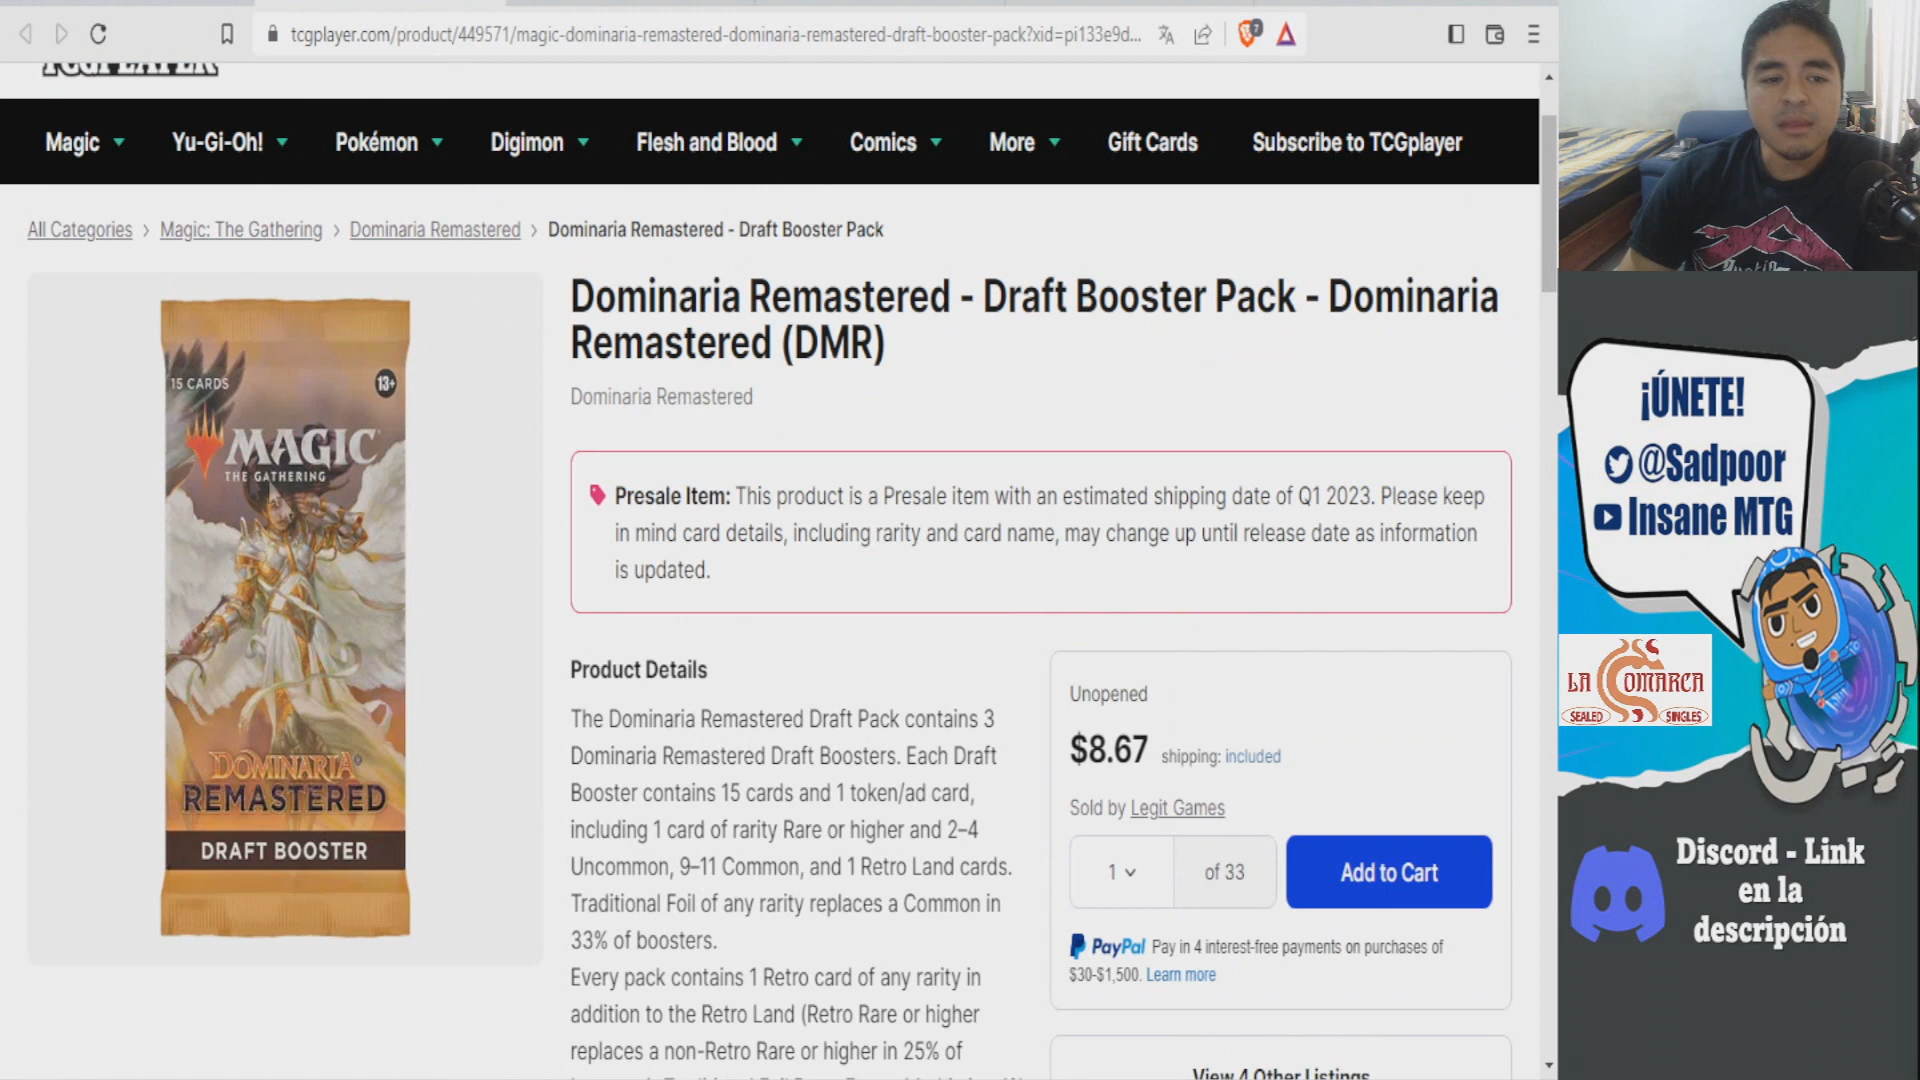 tcgplayer.com/product/449571/magic-dominaria-remastered-dominaria-remastered-draft-booster-pack?xid=pi133e9d...
7
TCGPLAYER
Magic
Yu-Gi-Oh!
Pokémon
Digimon
Flesh and Blood
Comics
More
Gift Cards
Subscribe to TCGplayer
All Categories > Magic: The Gathering > Dominaria Remastered > Dominaria Remastered - Draft Booster Pack
15 CARDS
13+
MAGIC
THE GATHERING
DOMINARIA
REMASTERED
DRAFT BOOSTER
Dominaria Remastered - Draft Booster Pack - Dominaria
Remastered (DMR)
Dominaria Remastered
Presale Item: This product is a Presale item with an estimated shipping date of Q1 2023. Please keep
in mind card details, including rarity and card name, may change up until release date as information
is updated.
Product Details
The Dominaria Remastered Draft Pack contains 3
Dominaria Remastered Draft Boosters. Each Draft
Booster contains 15 cards and 1 token/ad card,
including 1 card of rarity Rare or higher and 2–4
Uncommon, 9–11 Common, and 1 Retro Land cards.
Traditional Foil of any rarity replaces a Common in
33% of boosters.
Every pack contains 1 Retro card of any rarity in
addition to the Retro Land (Retro Rare or higher
replaces a non-Retro Rare or higher in 25% of
Unopened
$8.67 shipping: included
Sold by Legit Games
1
of 33
Add to Cart
PayPal Pay in 4 interest-free payments on purchases of
$30-$1,500. Learn more
View 4 Other Listings
¡ÚNETE!
@Sadpoor
Insane MTG
LA COMARCA
SEALED SINGLES
Discord - Link
en la
descripción